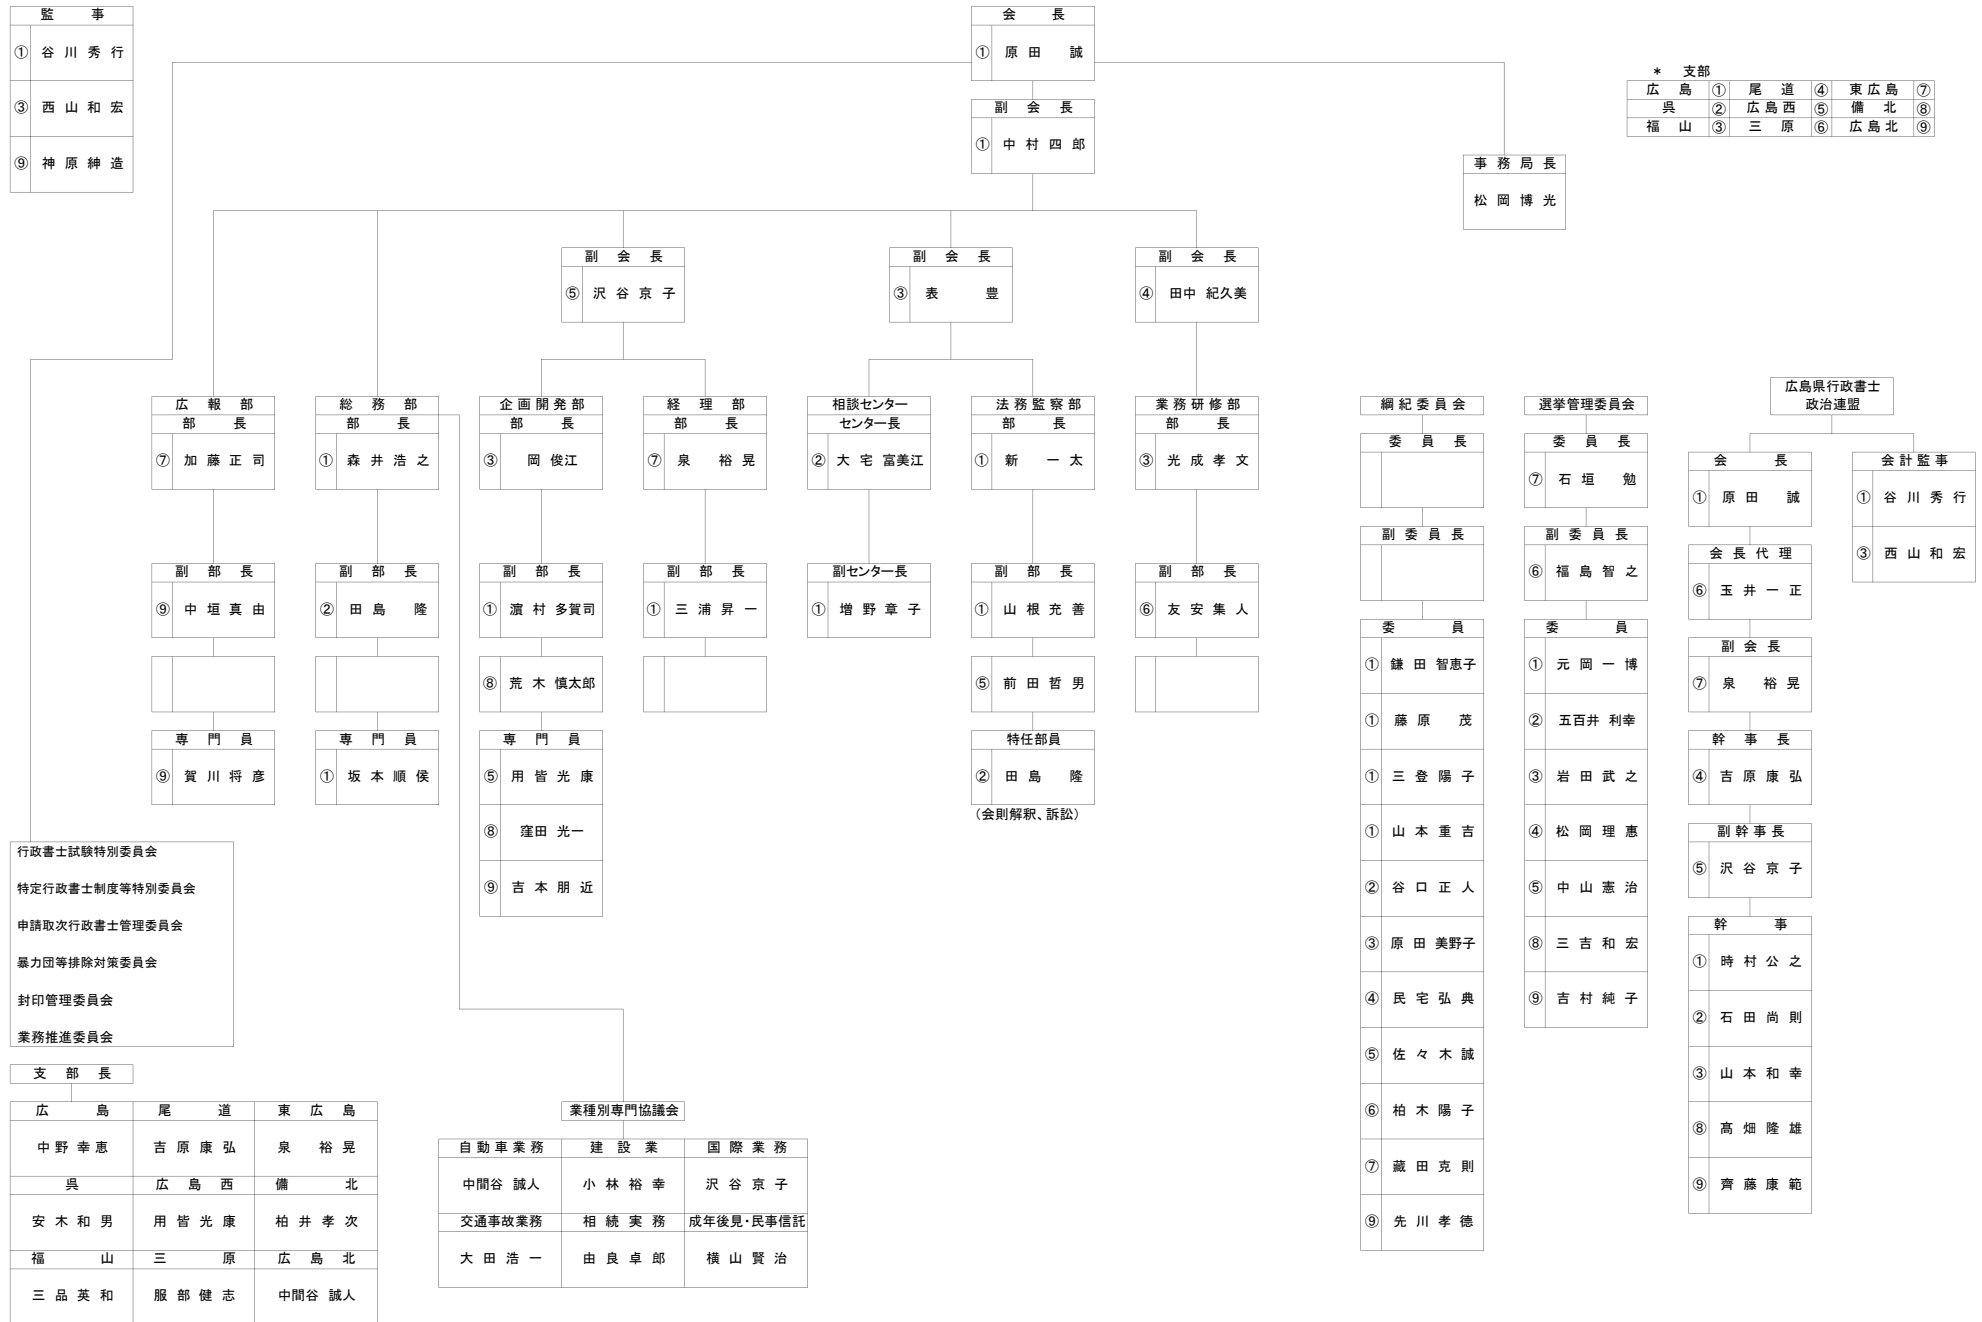 監事
① 谷川秀行
③ 西山和宏
⑨ 神原紳造
会長
① 原田 誠
副会長
① 中村四郎
* 支部
広島 ① 尾道 ④ 東広島 ⑦
呉 ② 広島西 ⑤ 備北 ⑧
福山 ③ 三原 ⑥ 広島北 ⑨
事務局長
松岡博光
副会長
⑤ 沢谷京子
副会長
③ 表 豊
副会長
④ 田中 紀久美
広報部
部長
⑦ 加藤正司
副部長
⑨ 中垣真由
専門員
⑨ 賀川将彦
総務部
部長
① 森井浩之
副部長
② 田島 隆
専門員
① 坂本順侯
企画開発部
部長
③ 岡 俊江
副部長
① 濵村 多賀司
⑧ 荒木 慎太郎
専門員
⑤ 用皆光康
⑧ 窪田 光一
⑨ 吉本朋近
経理部
部長
⑦ 泉 裕晃
副部長
① 三浦昇一
相談センター
センター長
② 大宅 富美江
副センター長
① 増野章子
法務監察部
部長
① 新 一太
副部長
① 山根充善
⑤ 前田哲男
特任部員
② 田島 隆
(会則解釈、訴訟)
業務研修部
部長
③ 光成孝文
副部長
⑥ 友安集人
綱紀委員会
委員長
副委員長
委員
① 鎌田 智恵子
① 藤原 茂
① 三登陽子
① 山本重吉
② 谷口正人
③ 原田 美野子
④ 民宅弘典
⑤ 佐々木誠
⑥ 柏木陽子
⑦ 藏田克則
⑨ 先川孝德
選挙管理委員会
委員長
⑦ 石垣 勉
副委員長
⑥ 福島智之
委員
① 元岡一博
② 五百井 利幸
③ 岩田武之
④ 松岡理惠
⑤ 中山憲治
⑧ 三吉和宏
⑨ 吉村純子
広島県行政書士
政治連盟
会長
① 原田 誠
会長代理
⑥ 玉井一正
副会長
⑦ 泉 裕晃
幹事長
④ 吉原康弘
副幹事長
⑤ 沢谷京子
幹事
① 時村公之
② 石田尚則
③ 山本和幸
⑧ 髙畑隆雄
⑨ 齊藤康範
会計監事
① 谷川秀行
③ 西山和宏
行政書士試験特別委員会
特定行政書士制度等特別委員会
申請取次行政書士管理委員会
暴力団等排除対策委員会
封印管理委員会
業務推進委員会
支部長
広島 尾道 東広島
中野幸恵 吉原康弘 泉 裕晃
呉 広島西 備北
安木和男 用皆光康 柏井孝次
福山 三原 広島北
三品英和 服部健志 中間谷 誠人
業種別専門協議会
自動車業務 建設業 国際業務
中間谷 誠人 小林裕幸 沢谷京子
交通事故業務 相続実務 成年後見・民事信託
大田浩一 由良卓郎 横山賢治